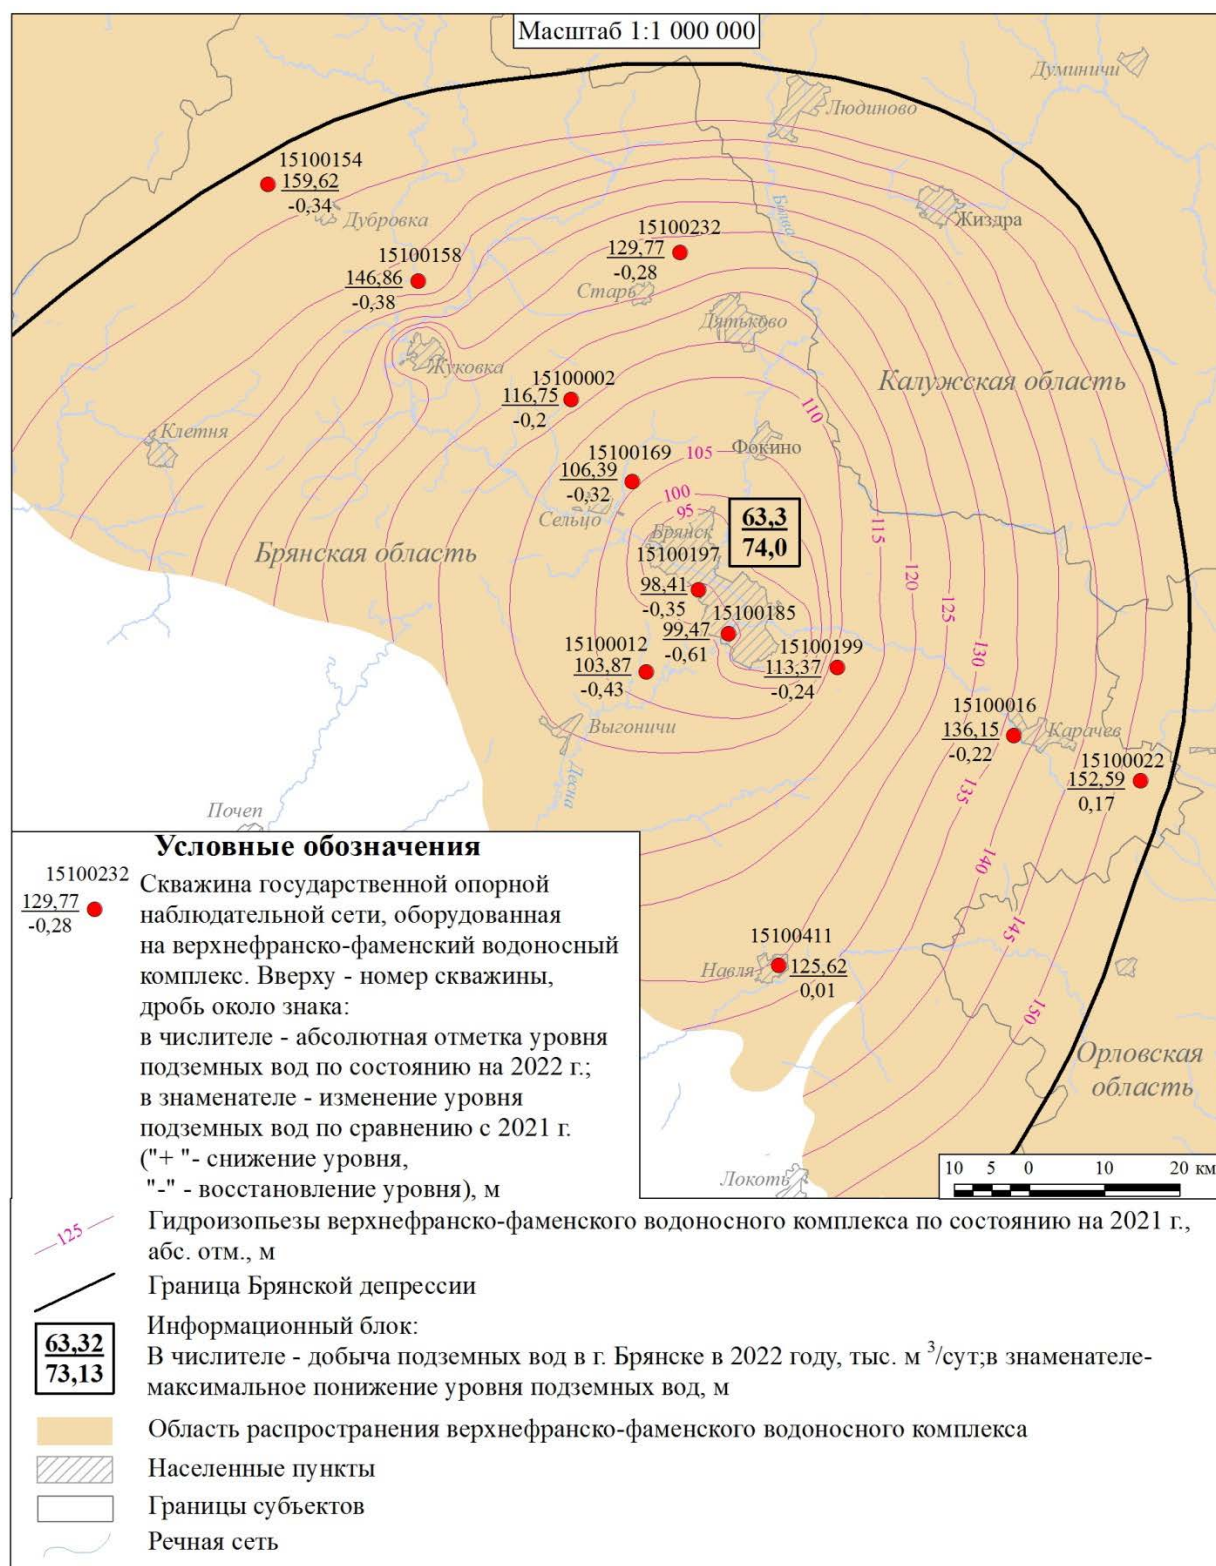 Масштаб 1:1 000 000
Думиничи
Людиново
15100154
159,62
-0,34
Дубровка
Болва
Жиздра
15100232
129,77
-0,28
Старь
15100158
146,86
-0,38
Дятьково
Жуковка
Калужская область
15100002
116,75
-0,2
110
Клетня
Фокино
15100169
105
106,39
-0,32
Сельцо
100
95
Брянск
63,3
74,0
115
Брянская область
15100197
98,41
-0,35
120
15100185
99,47
-0,61
125
15100012
103,87
-0,43
15100199
113,37
-0,24
130
15100016
136,15
-0,22
Карачев
Выгоничи
Десна
15100022
152,59
0,17
135
Почеп
140
145
15100411
Навля
125,62
0,01
150
Орловская
область
Локоть
10 5 0 10 20 км
Условные обозначения
15100232
129,77
-0,28
Скважина государственной опорной
наблюдательной сети, оборудованная
на верхнефранско-фаменский водоносный
комплекс. Вверху - номер скважины,
дробь около знака:
в числителе - абсолютная отметка уровня
подземных вод по состоянию на 2022 г.;
в знаменателе - изменение уровня
подземных вод по сравнению с 2021 г.
("+ "- снижение уровня,
"-" - восстановление уровня), м
125
Гидроизопьезы верхнефранско-фаменского водоносного комплекса по состоянию на 2021 г.,
абс. отм., м
Граница Брянской депрессии
63,32
73,13
Информационный блок:
В числителе - добыча подземных вод в г. Брянске в 2022 году, тыс. м ³/сут;в знаменателе-
максимальное понижение уровня подземных вод, м
Область распространения верхнефранско-фаменского водоносного комплекса
Населенные пункты
Границы субъектов
Речная сеть